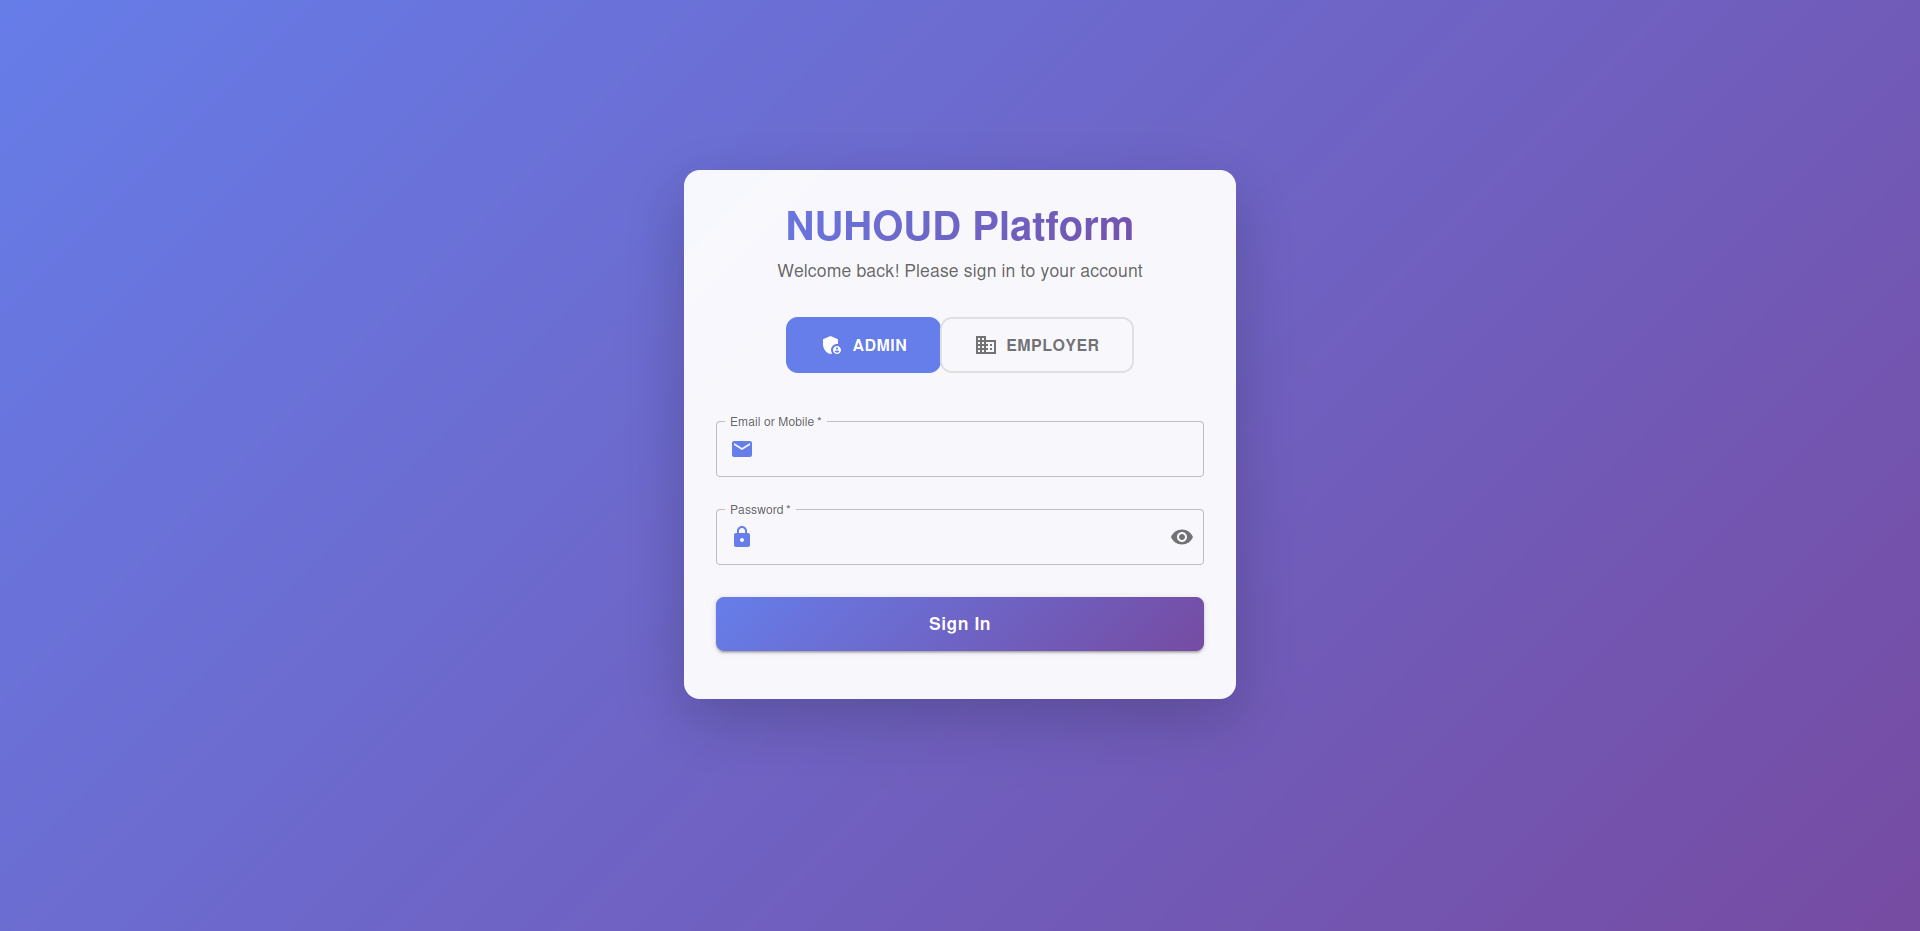 NUHOUD Platform
Welcome back! Please sign in to your account
ADMIN
EMPLOYER
Email or Mobile *
Password *
Sign In